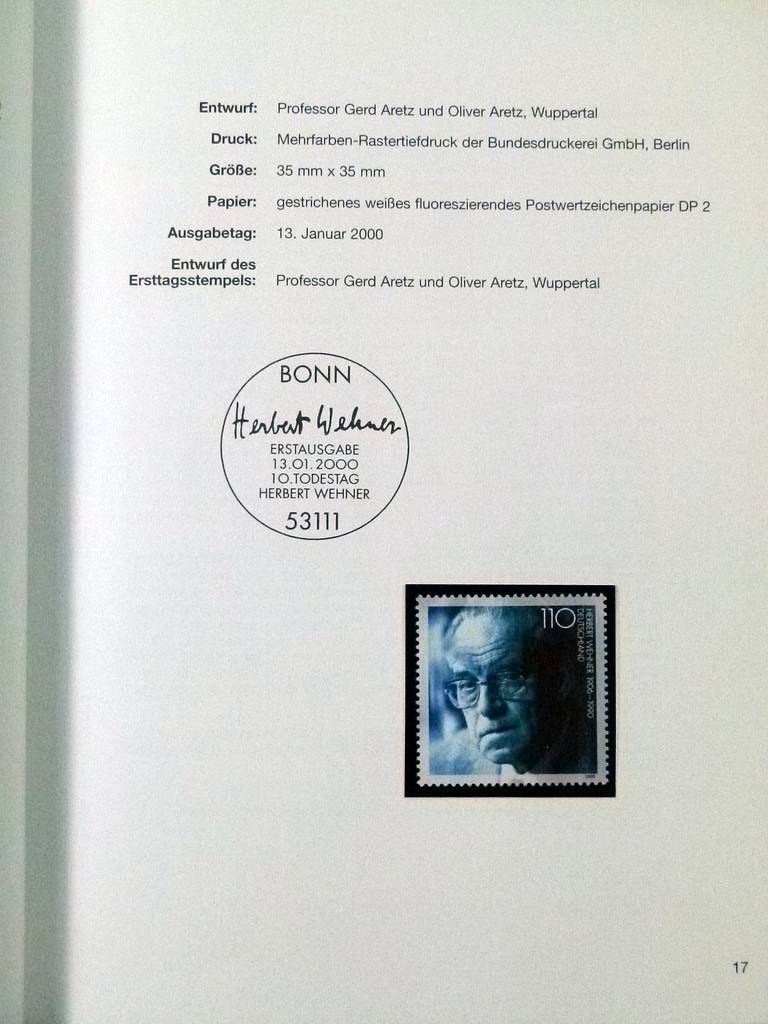 Entwurf: Professor Gerd Aretz und Oliver Aretz, Wuppertal
Druck: Mehrfarben-Rastertiefdruck der Bundesdruckerei GmbH, Berlin
Größe: 35 mm x 35 mm
Papier: gestrichenes weißes fluoreszierendes Postwertzeichenpapier DP 2
Ausgabetag: 13. Januar 2000
Entwurf des
Ersttagsstempels: Professor Gerd Aretz und Oliver Aretz, Wuppertal
BONN
Herbert Wehner
ERSTAUSGABE
13.01.2000
10.TODESTAG
HERBERT WEHNER
53111
110
HERBERT WEHNER 1906 - 1990
DEUTSCHLAND
2000
17